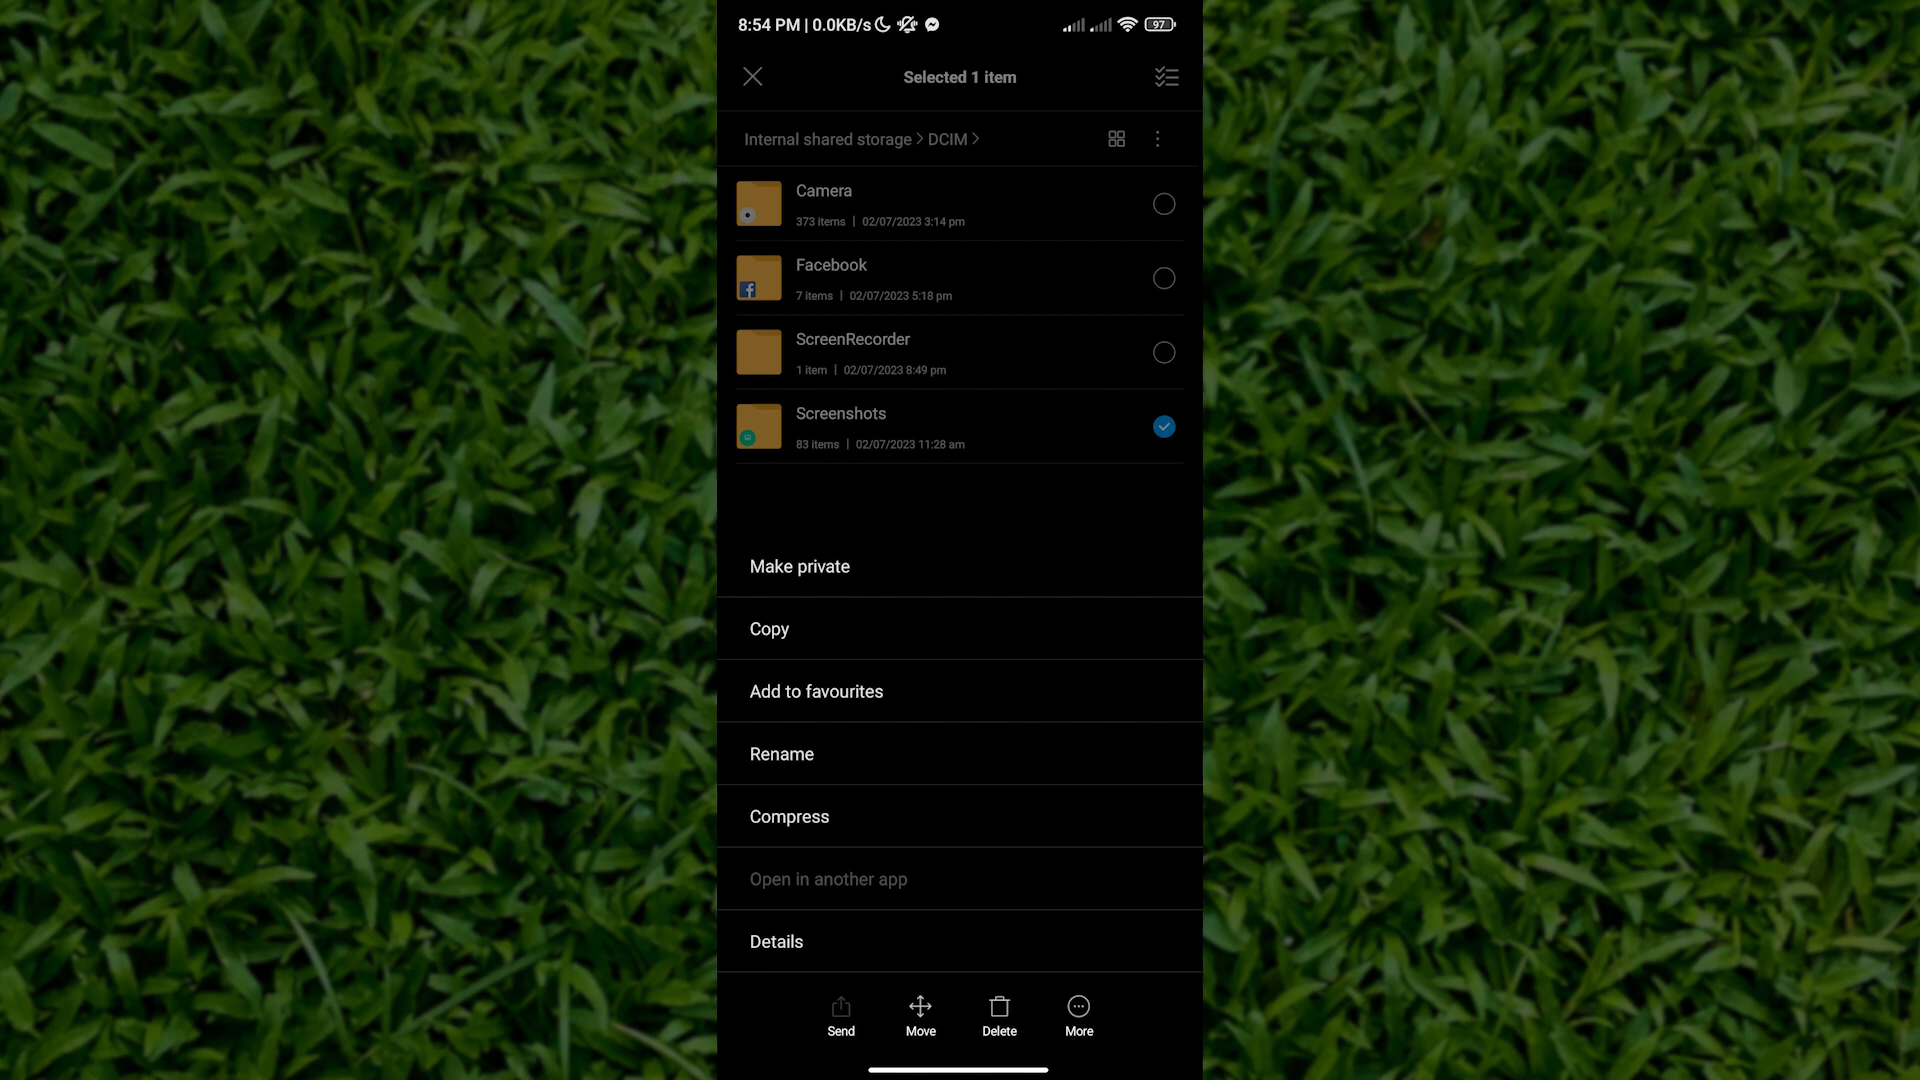 8:54 PM | 0.0KB/s 97
Selected 1 item
Internal shared storage > DCIM >
Camera
373 items | 02/07/2023 3:14 pm
Facebook
7 items | 02/07/2023 5:18 pm
ScreenRecorder
1 item | 02/07/2023 8:49 pm
Screenshots
83 items | 02/07/2023 11:28 am
Make private
Copy
Add to favourites
Rename
Compress
Open in another app
Details
Send Move Delete More